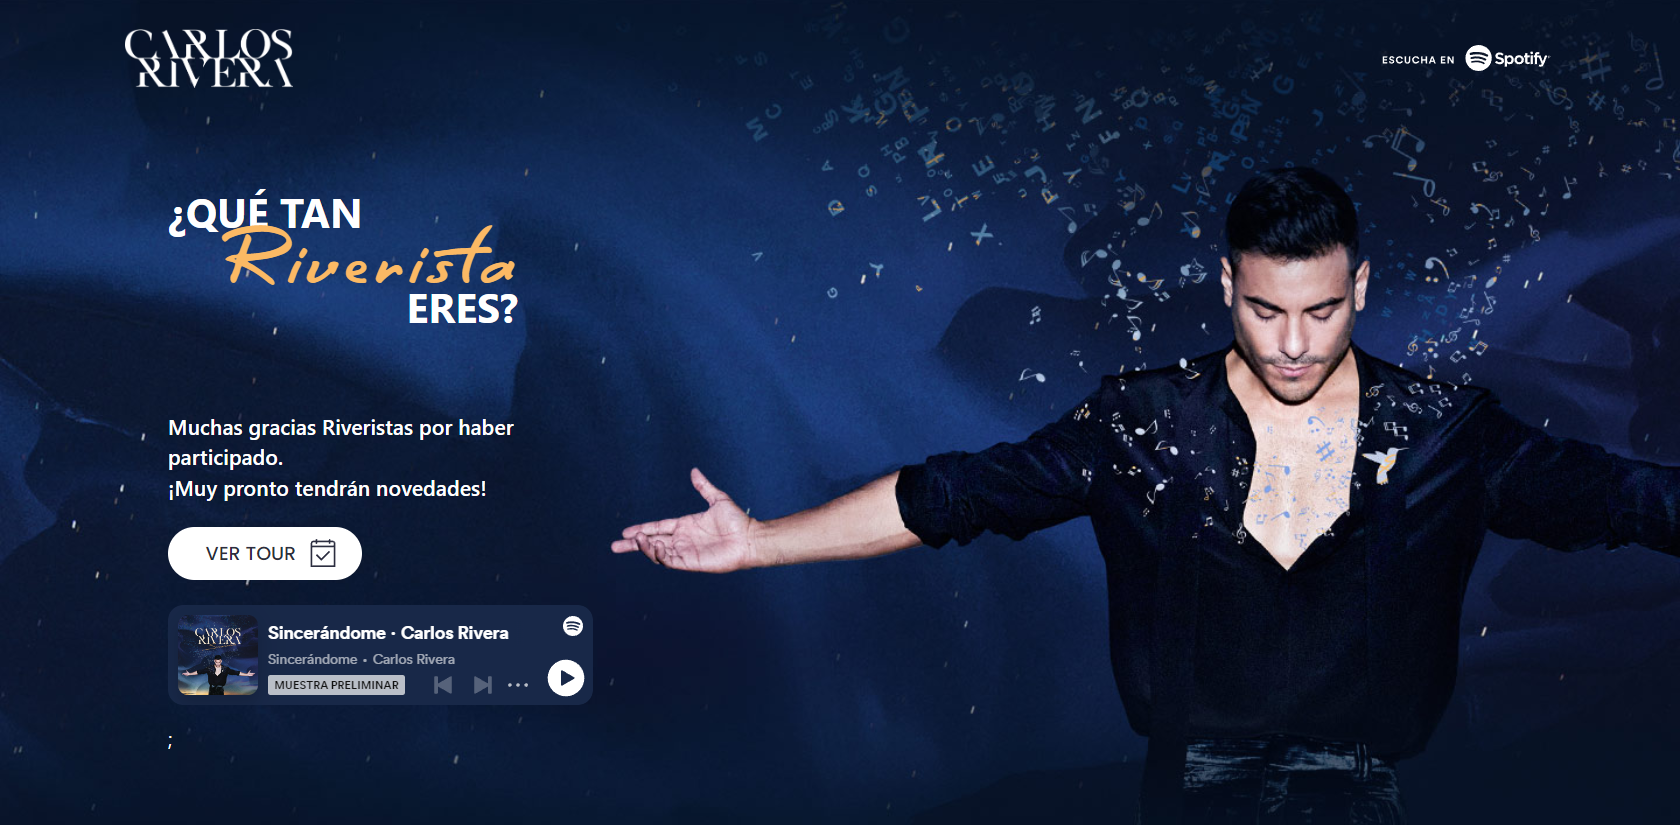 CARLOS
RIVERA
ESCUCHA EN Spotify
¿QUÉ TAN
Riverista
ERES?
Muchas gracias Riveristas por haber
participado.
¡Muy pronto tendrán novedades!
VER TOUR
CARLOS
RIVERA
Sincerándome · Carlos Rivera
Sincerándome • Carlos Rivera
MUESTRA PRELIMINAR
;